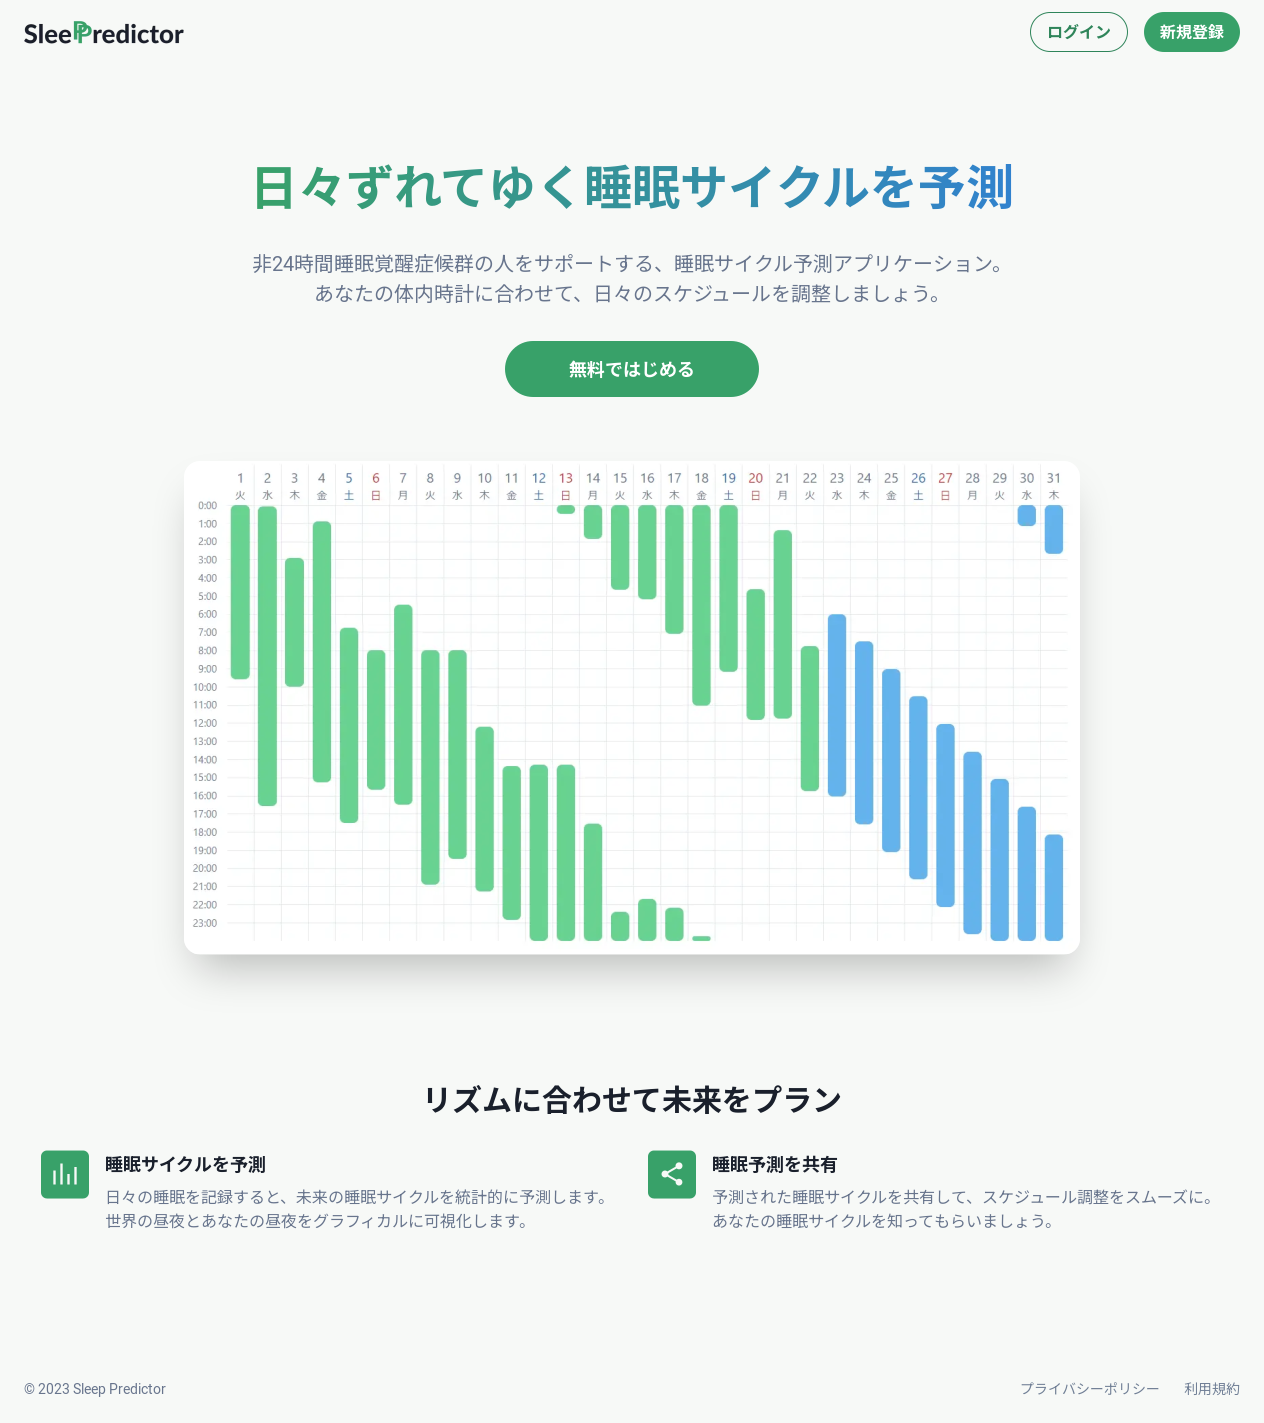 SleePredictor
ログイン
新規登録
日々ずれてゆく睡眠サイクルを予測
非24時間睡眠覚醒症候群の人をサポートする、睡眠サイクル予測アプリケーション。
あなたの体内時計に合わせて、日々のスケジュールを調整しましょう。
無料ではじめる
1 2 3 4 5 6 7 8 9 10 11 12 13 14 15 16 17 18 19 20 21 22 23 24 25 26 27 28 29 30 31
火 水 木 金 土 日 月 火 水 木 金 土 日 月 火 水 木 金 土 日 月 火 水 木 金 土 日 月 火 水 木
0:00
1:00
2:00
3:00
4:00
5:00
6:00
7:00
8:00
9:00
10:00
11:00
12:00
13:00
14:00
15:00
16:00
17:00
18:00
19:00
20:00
21:00
22:00
23:00
リズムに合わせて未来をプラン
睡眠サイクルを予測
日々の睡眠を記録すると、未来の睡眠サイクルを統計的に予測します。
世界の昼夜とあなたの昼夜をグラフィカルに可視化します。
睡眠予測を共有
予測された睡眠サイクルを共有して、スケジュール調整をスムーズに。
あなたの睡眠サイクルを知ってもらいましょう。
© 2023 Sleep Predictor
プライバシーポリシー
利用規約